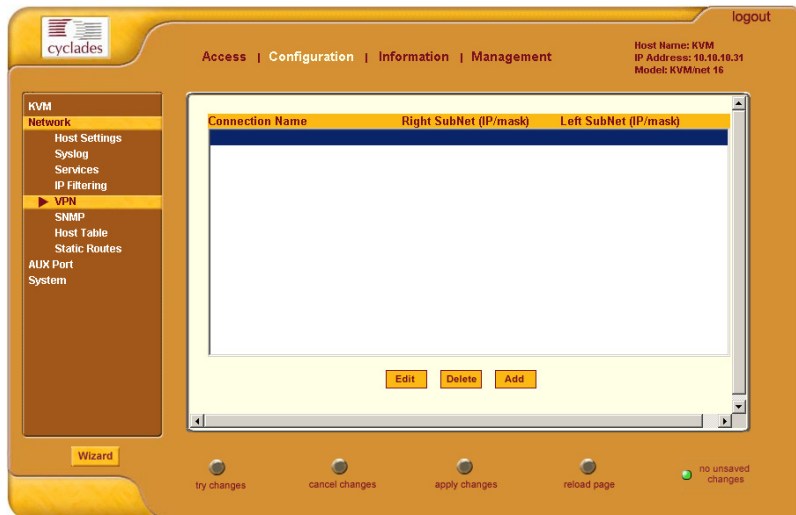 logout
cyclades
Access | Configuration | Information | Management
Host Name: KVM
IP Address: 10.10.10.31
Model: KVM/net 16
KVM
Network
Host Settings
Syslog
Services
IP Filtering
VPN
SNMP
Host Table
Static Routes
AUX Port
System
Connection Name Right SubNet (IP/mask) Left SubNet (IP/mask)
Edit Delete Add
Wizard
try changes cancel changes apply changes reload page no unsaved
changes